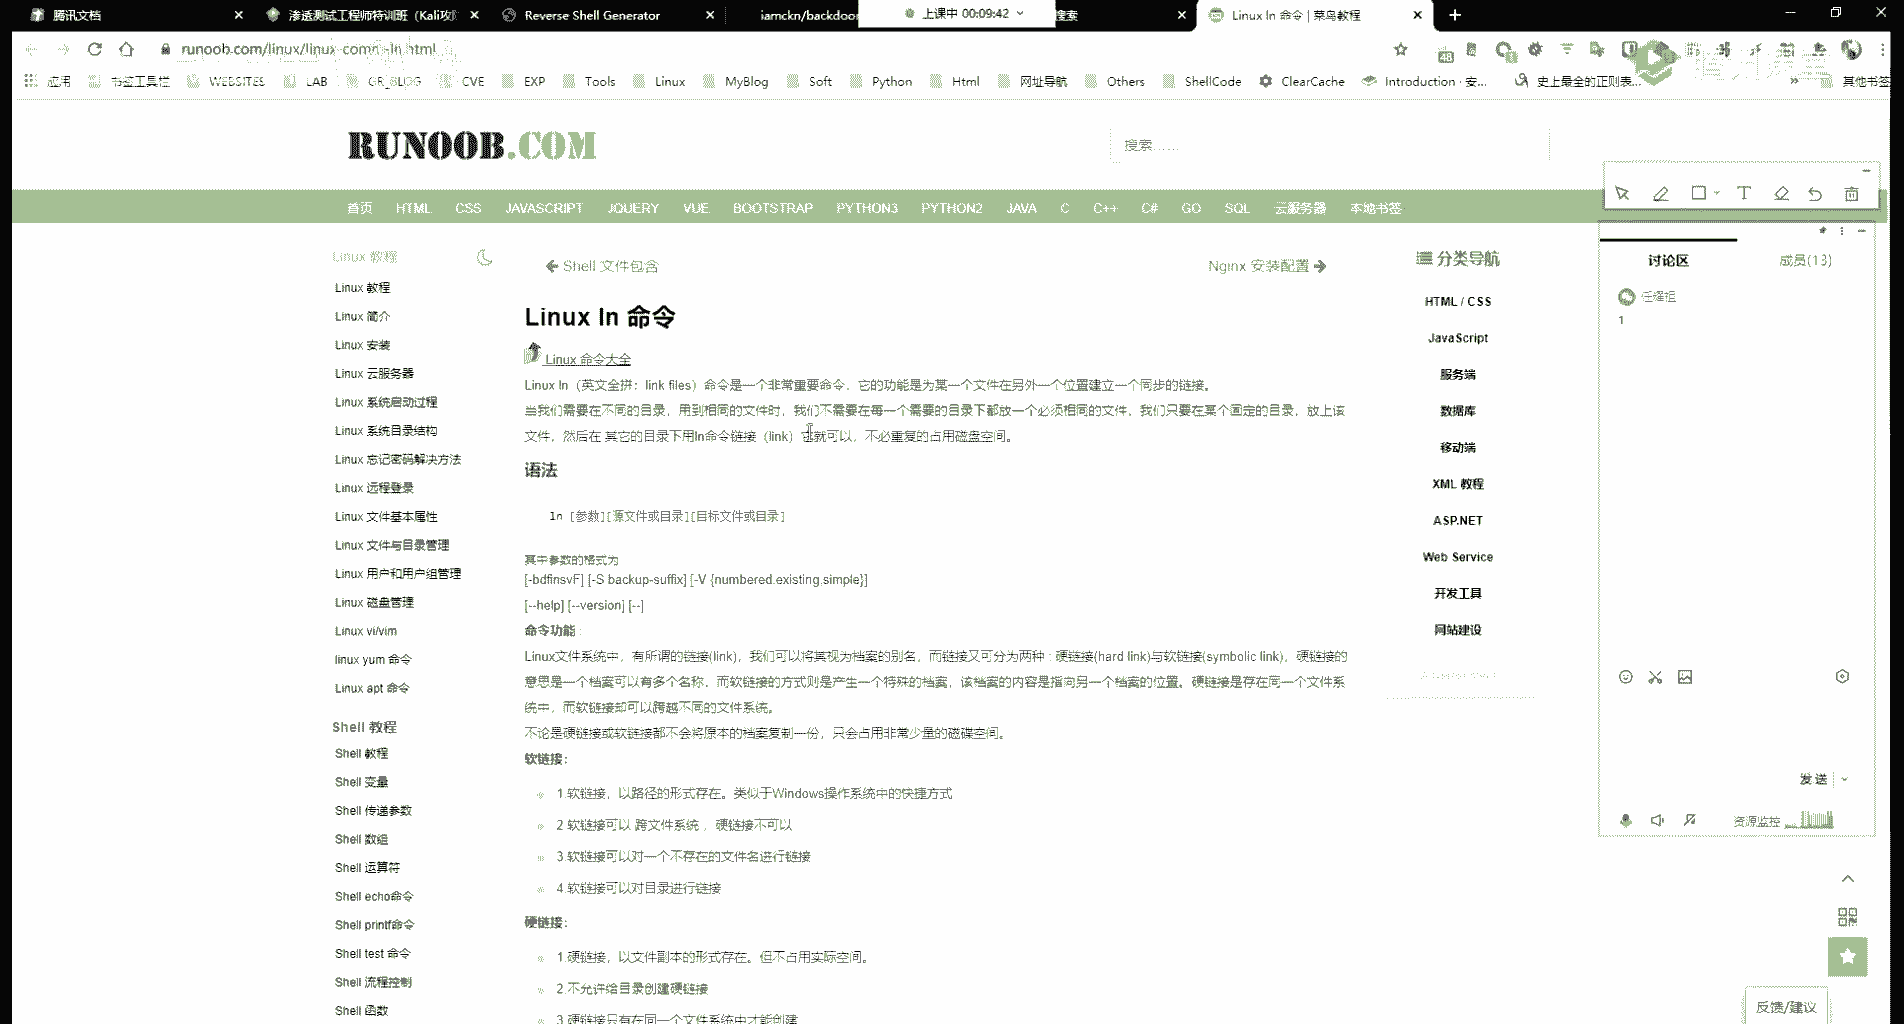 腾讯文档
渗透测试工程师特训班（Kali攻
Reverse Shell Generator
iamckn/backdoor
上课中 00:09:42
搜索
Linux ln 命令 | 菜鸟教程
runoob.com/linux/linux-comm-ln.html
应用
书签工具栏
WEBSITES
LAB
GR_BLOG
CVE
EXP
Tools
Linux
MyBlog
Soft
Python
Html
网址导航
Others
ShellCode
ClearCache
Introduction · 安...
史上最全的正则表...
»
其他书签
RUNOOB.COM
搜索......
首页 HTML CSS JAVASCRIPT JQUERY VUE BOOTSTRAP PYTHON3 PYTHON2 JAVA C C++ C# GO SQL 云服务器 本地书签
Linux 教程
Linux 教程
Linux 简介
Linux 安装
Linux 云服务器
Linux 系统启动过程
Linux 系统目录结构
Linux 忘记密码解决方法
Linux 远程登录
Linux 文件基本属性
Linux 文件与目录管理
Linux 用户和用户组管理
Linux 磁盘管理
Linux vi/vim
linux yum 命令
Linux apt 命令
Shell 教程
Shell 教程
Shell 变量
Shell 传递参数
Shell 数组
Shell 运算符
Shell echo命令
Shell printf命令
Shell test 命令
Shell 流程控制
Shell 函数
Shell 文件包含
Nginx 安装配置
Linux ln 命令
Linux 命令大全
Linux ln（英文全拼：link files）命令是一个非常重要命令，它的功能是为某一个文件在另外一个位置建立一个同步的链接。
当我们需要在不同的目录，用到相同的文件时，我们不需要在每一个需要的目录下都放一个必须相同的文件，我们只要在某个固定的目录，放上该
文件，然后在 其它的目录下用ln命令链接（link）它就可以，不必重复的占用磁盘空间。
语法
ln [参数][源文件或目录][目标文件或目录]
其中参数的格式为
[-bdfinsvF] [-S backup-suffix] [-V {numbered,existing,simple}]
[--help] [--version] [--]
命令功能 :
Linux文件系统中，有所谓的链接(link)，我们可以将其视为档案的别名，而链接又可分为两种 : 硬链接(hard link)与软链接(symbolic link)，硬链接的
意思是一个档案可以有多个名称，而软链接的方式则是产生一个特殊的档案，该档案的内容是指向另一个档案的位置。硬链接是存在同一个文件系
统中，而软链接却可以跨越不同的文件系统。
不论是硬链接或软链接都不会将原本的档案复制一份，只会占用非常少量的磁碟空间。
软链接：
1.软链接，以路径的形式存在。类似于Windows操作系统中的快捷方式
2.软链接可以 跨文件系统 ，硬链接不可以
3.软链接可以对一个不存在的文件名进行链接
4.软链接可以对目录进行链接
硬链接：
1.硬链接，以文件副本的形式存在。但不占用实际空间。
2.不允许给目录创建硬链接
3.硬链接只有在同一个文件系统中才能创建
分类导航
HTML / CSS
JavaScript
服务端
数据库
移动端
XML 教程
ASP.NET
Web Service
开发工具
网站建设
讨论区
成员(13)
任耀祖
1
发送
资源监控
反馈/建议